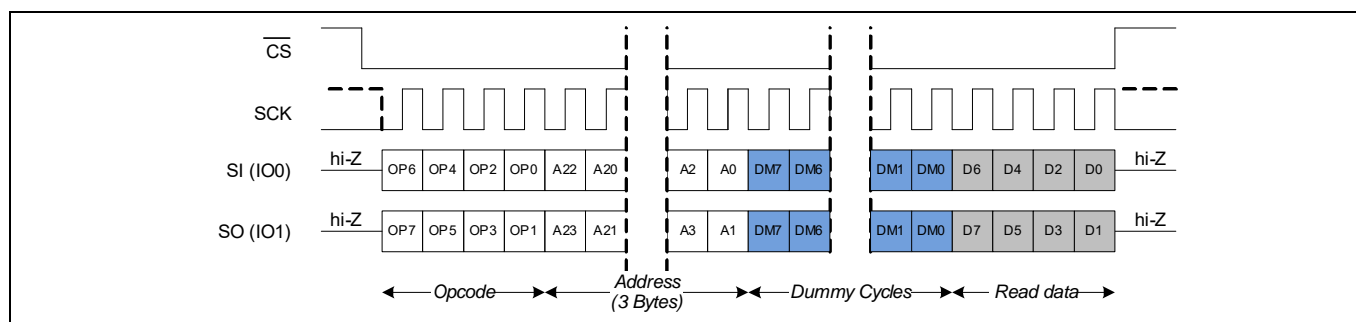 CS
SCK
SI (IO0) hi-Z OP6 OP4 OP2 OP0 A22 A20 A2 A0 DM7 DM6 DM1 DM0 D6 D4 D2 D0 hi-Z
SO (IO1) hi-Z OP7 OP5 OP3 OP1 A23 A21 A3 A1 DM7 DM6 DM1 DM0 D7 D5 D3 D1 hi-Z
Opcode Address (3 Bytes) Dummy Cycles Read data